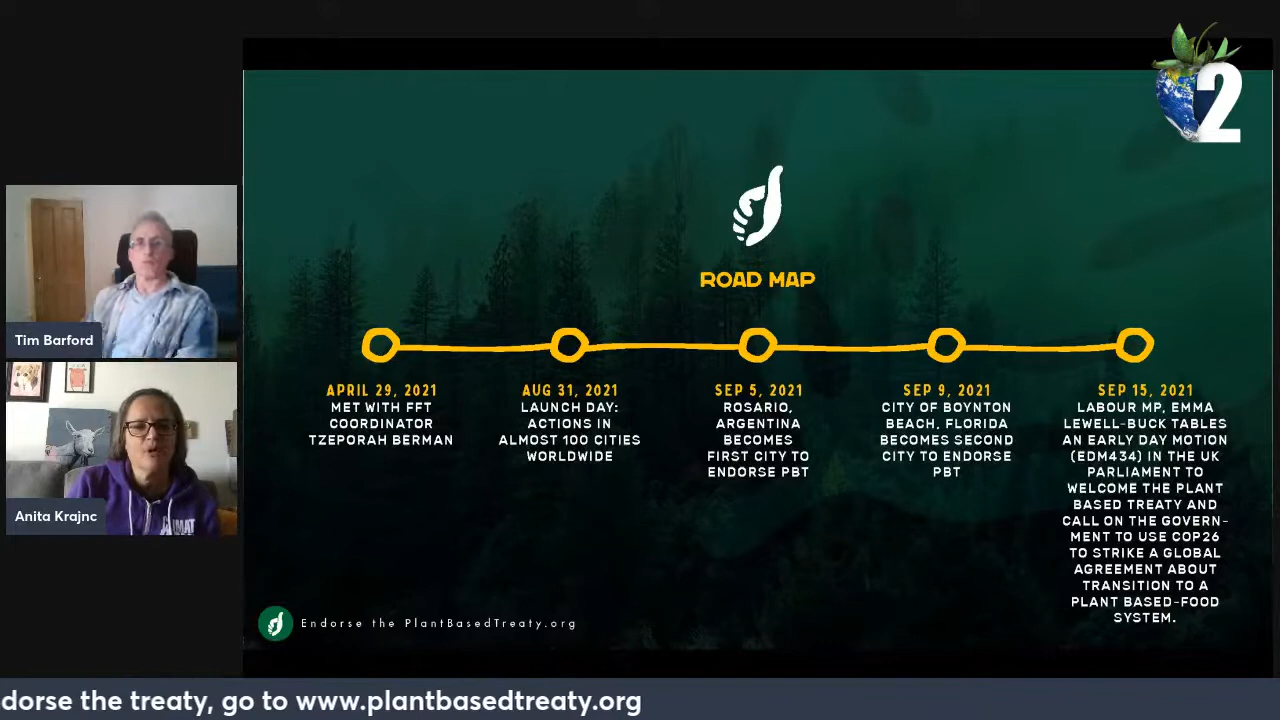 2
ROAD MAP
APRIL 29, 2021
MET WITH FFT
COORDINATOR
TZEPORAH BERMAN
AUG 31, 2021
LAUNCH DAY:
ACTIONS IN
ALMOST 100 CITIES
WORLDWIDE
SEP 5, 2021
ROSARIO,
ARGENTINA
BECOMES
FIRST CITY TO
ENDORSE PBT
SEP 9, 2021
CITY OF BOYNTON
BEACH, FLORIDA
BECOMES SECOND
CITY TO ENDORSE
PBT
SEP 15, 2021
LABOUR MP, EMMA
LEWELL-BUCK TABLES
AN EARLY DAY MOTION
(EDM434) IN THE UK
PARLIAMENT TO
WELCOME THE PLANT
BASED TREATY AND
CALL ON THE GOVERN-
MENT TO USE COP26
TO STRIKE A GLOBAL
AGREEMENT ABOUT
TRANSITION TO A
PLANT BASED-FOOD
SYSTEM.
Tim Barford
Anita Krajnc
Endorse the PlantBasedTreaty.org
dorse the treaty, go to www.plantbasedtreaty.org